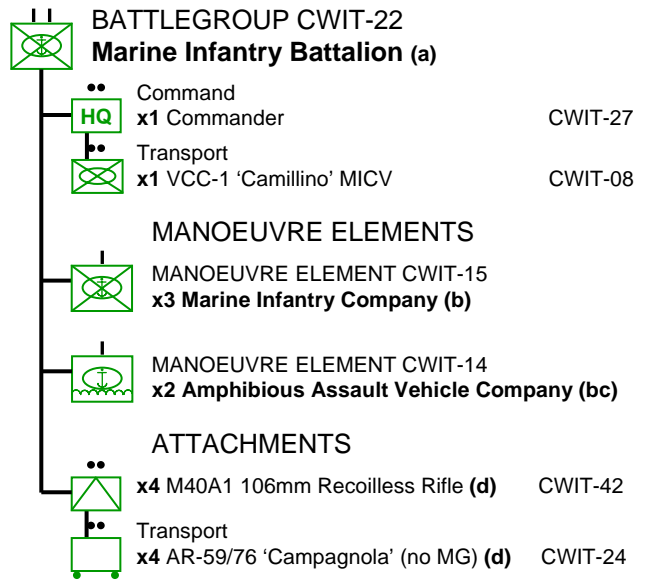 BATTLEGROUP CWIT-22
Marine Infantry Battalion (a)
Command
HQ x1 Commander CWIT-27
Transport
x1 VCC-1 ‘Camillino’ MICV CWIT-08
MANOEUVRE ELEMENTS
MANOEUVRE ELEMENT CWIT-15
x3 Marine Infantry Company (b)
MANOEUVRE ELEMENT CWIT-14
x2 Amphibious Assault Vehicle Company (bc)
ATTACHMENTS
x4 M40A1 106mm Recoilless Rifle (d) CWIT-42
Transport
x4 AR-59/76 ‘Campagnola’ (no MG) (d) CWIT-24